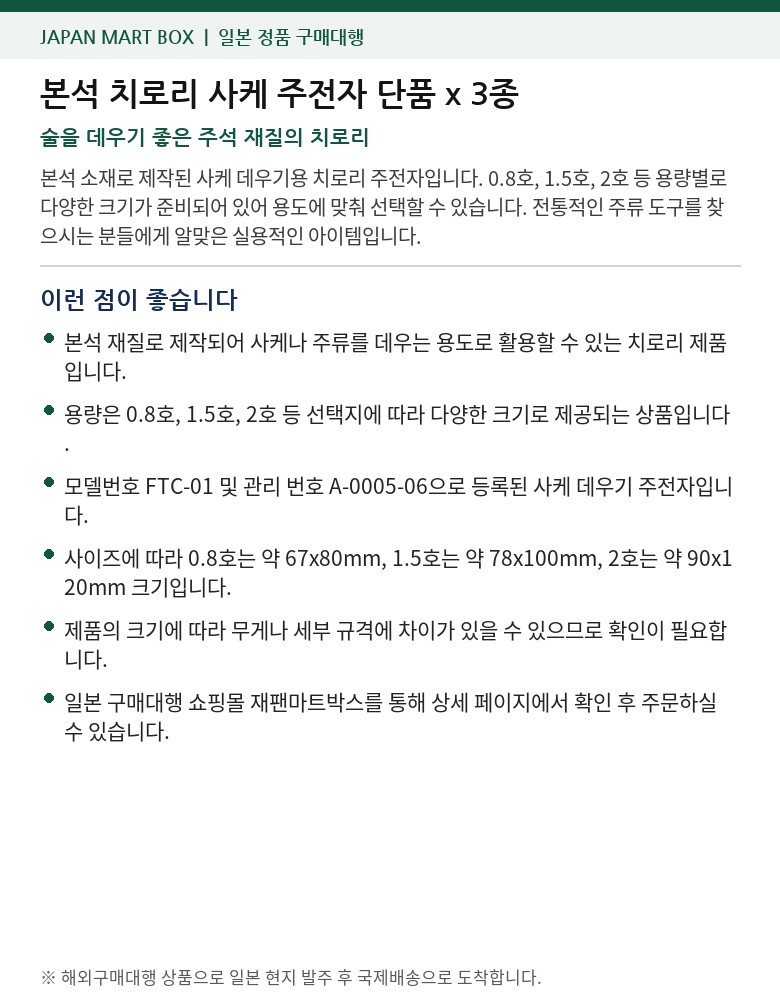 JAPAN MART BOX | 일본 정품 구매대행
본석 치로리 사케 주전자 단품 x 3종
술을 데우기 좋은 주석 재질의 치로리
본석 소재로 제작된 사케 데우기용 치로리 주전자입니다. 0.8호, 1.5호, 2호 등 용량별로
다양한 크기가 준비되어 있어 용도에 맞춰 선택할 수 있습니다. 전통적인 주류 도구를 찾
으시는 분들에게 알맞은 실용적인 아이템입니다.
이런 점이 좋습니다
● 본석 재질로 제작되어 사케나 주류를 데우는 용도로 활용할 수 있는 치로리 제품
입니다.
● 용량은 0.8호, 1.5호, 2호 등 선택지에 따라 다양한 크기로 제공되는 상품입니다
.
● 모델번호 FTC-01 및 관리 번호 A-0005-06으로 등록된 사케 데우기 주전자입니
다.
● 사이즈에 따라 0.8호는 약 67x80mm, 1.5호는 약 78x100mm, 2호는 약 90x1
20mm 크기입니다.
● 제품의 크기에 따라 무게나 세부 규격에 차이가 있을 수 있으므로 확인이 필요합
니다.
● 일본 구매대행 쇼핑몰 재팬마트박스를 통해 상세 페이지에서 확인 후 주문하실
수 있습니다.
※ 해외구매대행 상품으로 일본 현지 발주 후 국제배송으로 도착합니다.